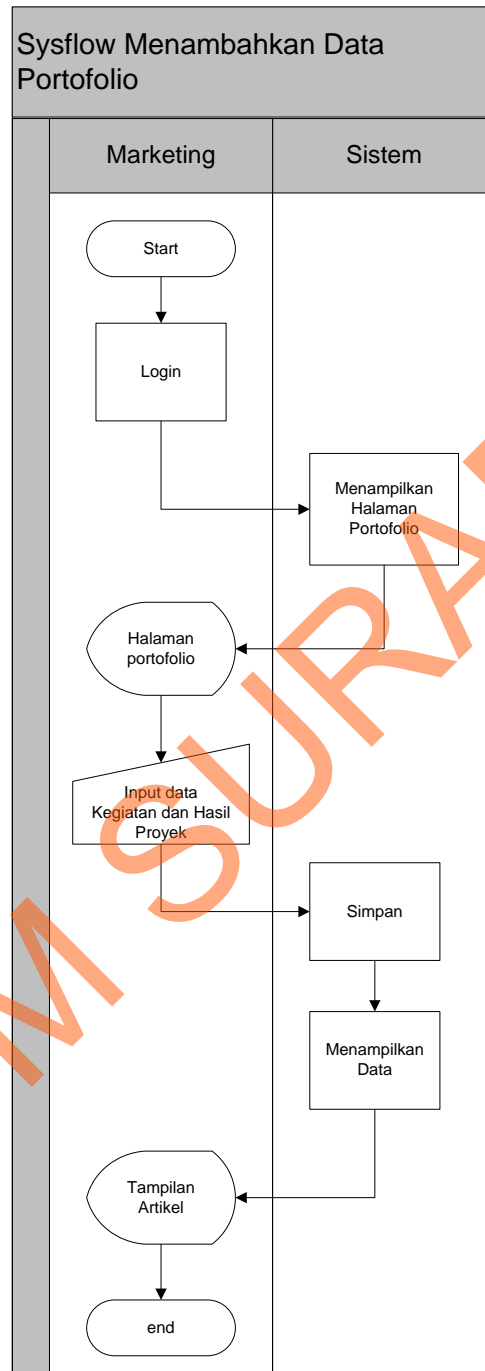 Sysflow Menambahkan Data
Portofolio
Marketing
Sistem
Start
Login
Menampilkan
Halaman
Portofolio
Halaman
portofolio
Input data
Kegiatan dan Hasil
Proyek
Simpan
Menampilkan
Data
Tampilan
Artikel
end
M SURA